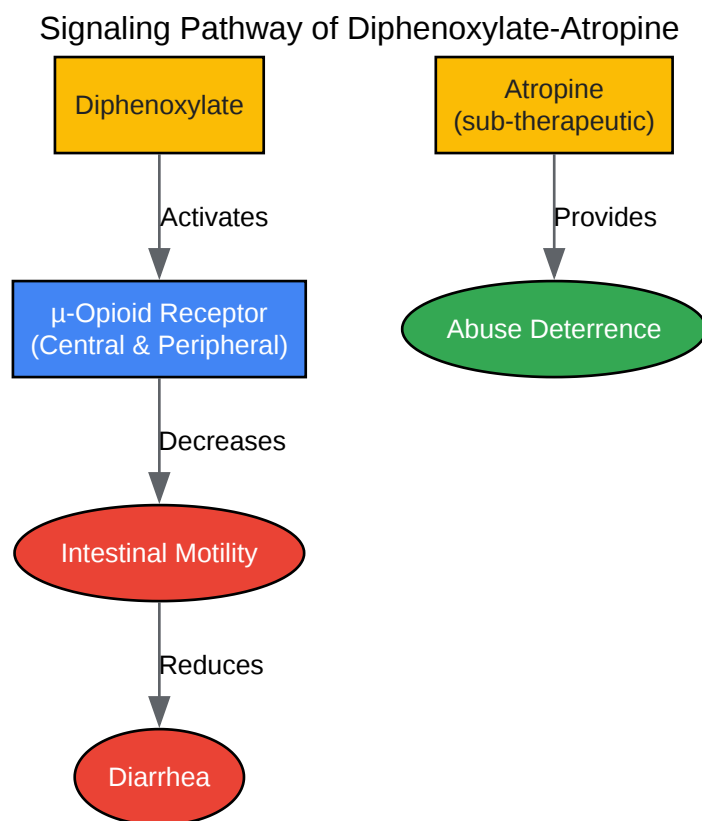 Signaling Pathway of Diphenoxylate-Atropine
Diphenoxylate
Atropine
(sub-therapeutic)
Activates
Provides
µ-Opioid Receptor
(Central & Peripheral)
Abuse Deterrence
Decreases
Intestinal Motility
Reduces
Diarrhea